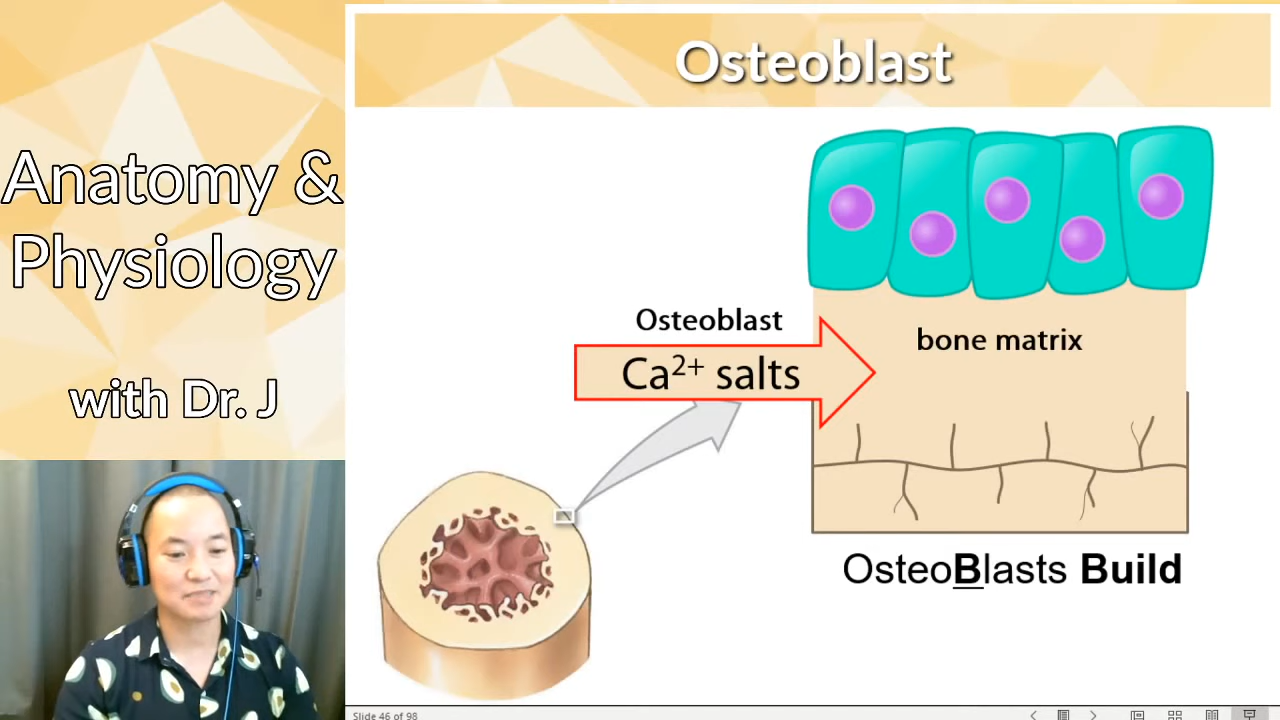 Anatomy &
Physiology
with Dr. J
Osteoblast
Osteoblast
Ca²⁺ salts
bone matrix
OsteoBlasts Build
Slide 46 of 98